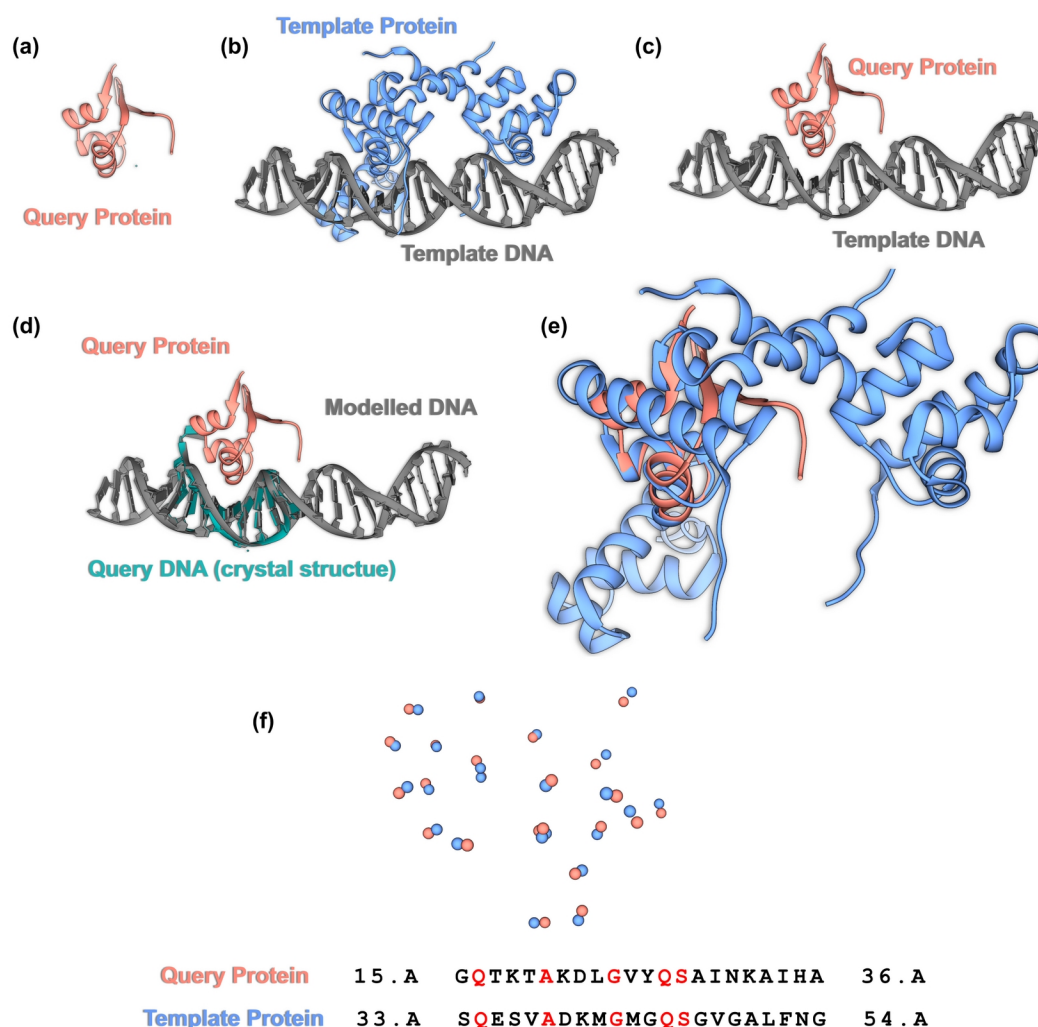 (a)
Query Protein
(b)
Template Protein
Template DNA
(c)
Query Protein
Template DNA
(d)
Query Protein
Modelled DNA
Query DNA (crystal structue)
(e)
(f)
Query Protein 15.A GQTKTAKDLGVYQSAINKAIHA 36.A
Template Protein 33.A SQESVADKMGMGQSGVGALFNG 54.A